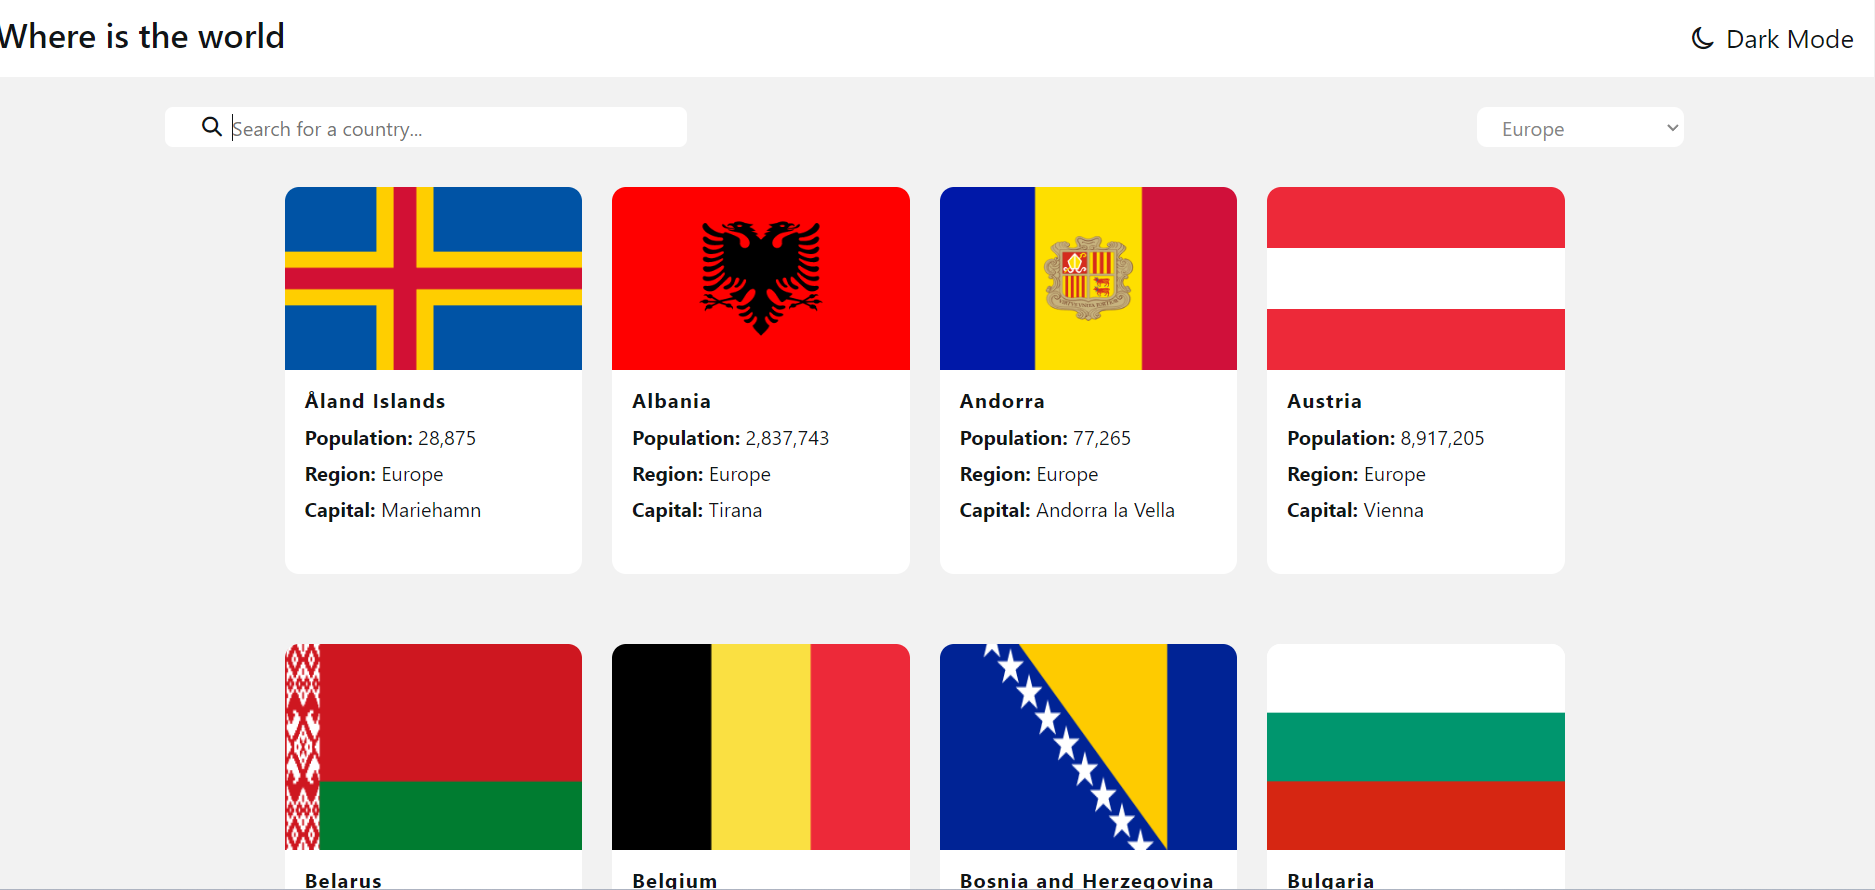 Where is the world
Dark Mode
Search for a country...
Europe
Åland Islands
Population: 28,875
Region: Europe
Capital: Mariehamn
Albania
Population: 2,837,743
Region: Europe
Capital: Tirana
Andorra
Population: 77,265
Region: Europe
Capital: Andorra la Vella
Austria
Population: 8,917,205
Region: Europe
Capital: Vienna
Belarus
Belgium
Bosnia and Herzegovina
Bulgaria